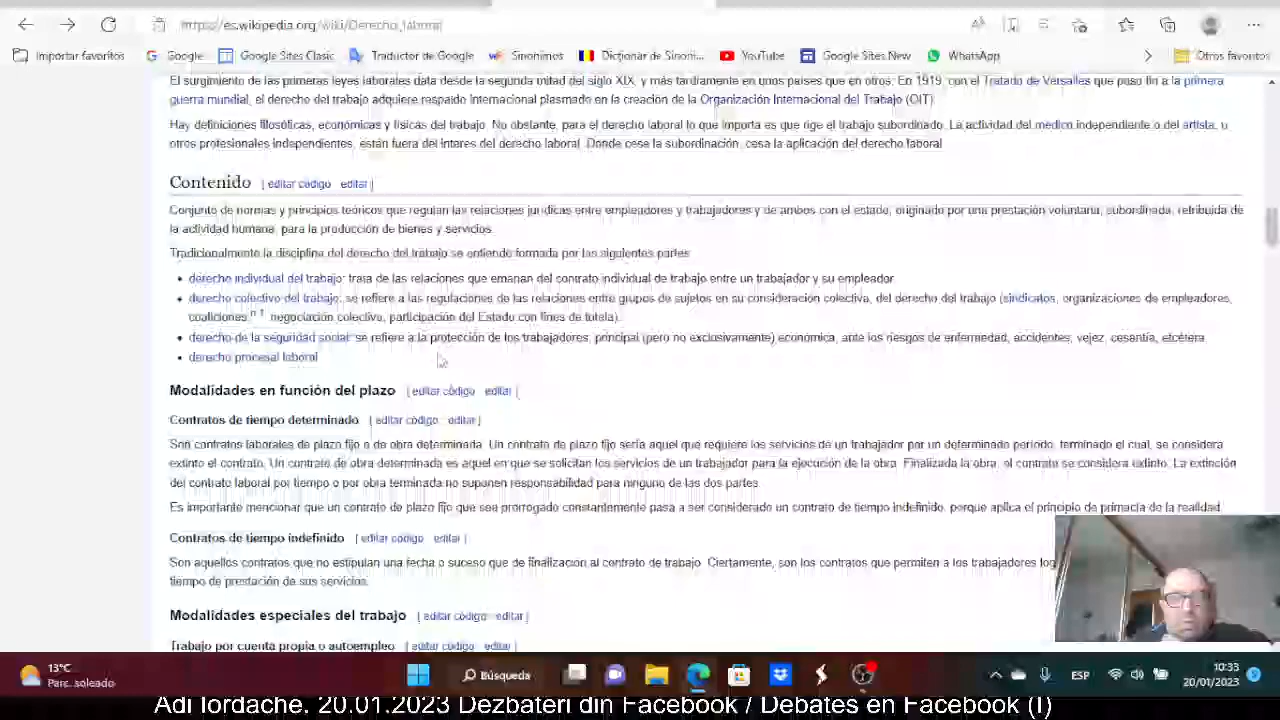 https://es.wikipedia.org/wiki/Derecho_laboral
Importar favoritos Google Google Sites Clasic Traductor de Google Sinonimos Dicționar de Sinoni... YouTube Google Sites New WhatsApp Otros favoritos
El surgimiento de las primeras leyes laborales data desde la segunda mitad del siglo XIX, y más tardíamente en unos países que en otros. En 1919, con el Tratado de Versalles que puso fin a la primera
guerra mundial, el derecho del trabajo adquiere respaldo internacional plasmado en la creación de la Organización Internacional del Trabajo (OIT).
Hay definiciones filosóficas, económicas y físicas del trabajo. No obstante, para el derecho laboral lo que importa es que rige el trabajo subordinado. La actividad del médico independiente o del artista, u
otros profesionales independientes, están fuera del interés del derecho laboral. Donde cesa la subordinación, cesa la aplicación del derecho laboral
Contenido [ editar código · editar ]
Conjunto de normas y principios teóricos que regulan las relaciones jurídicas entre empleadores y trabajadores y de ambos con el estado, originado por una prestación voluntaria, subordinada, retribuida de
la actividad humana, para la producción de bienes y servicios.
Tradicionalmente la disciplina del derecho del trabajo se entiende formada por las siguientes partes
• derecho individual del trabajo: trata de las relaciones que emanan del contrato individual de trabajo entre un trabajador y su empleador
• derecho colectivo del trabajo: se refiere a las regulaciones de las relaciones entre grupos de sujetos en su consideración colectiva, del derecho del trabajo (sindicatos, organizaciones de empleadores,
coaliciones,n 1 negociación colectiva, participación del Estado con fines de tutela).
• derecho de la seguridad social: se refiere a la protección de los trabajadores, principal (pero no exclusivamente) económica, ante los riesgos de enfermedad, accidentes, vejez, cesantía, etcétera
• derecho procesal laboral
Modalidades en función del plazo [ editar código · editar ]
Contratos de tiempo determinado [ editar código · editar ]
Son contratos laborales de plazo fijo o de obra determinada. Un contrato de plazo fijo sería aquel que requiere los servicios de un trabajador por un determinado periodo, terminado el cual, se considera
extinto el contrato. Un contrato de obra determinada es aquel en que se solicitan los servicios de un trabajador para la ejecución de la obra. Finalizada la obra, el contrato se considera extinto. La extinción
del contrato laboral por tiempo o por obra terminada no suponen responsabilidad para ninguno de las dos partes.
Es importante mencionar que un contrato de plazo fijo que sea prorrogado constantemente pasa a ser considerado un contrato de tiempo indefinido, porque aplica el principio de primacía de la realidad.
Contratos de tiempo indefinido [ editar código · editar ]
Son aquellos contratos que no estipulan una fecha o suceso que de finalización al contrato de trabajo. Ciertamente, son los contratos que permiten a los trabajadores log
tiempo de prestación de sus servicios.
Modalidades especiales del trabajo [ editar código · editar ]
Trabajo por cuenta propia o autoempleo [ editar código · editar ]
13°C
Parc. soleado
Búsqueda
ESP
10:33
20/01/2023
Adi Iordache. 20.01.2023 Dezbateri din Facebook / Debates en Facebook (I)